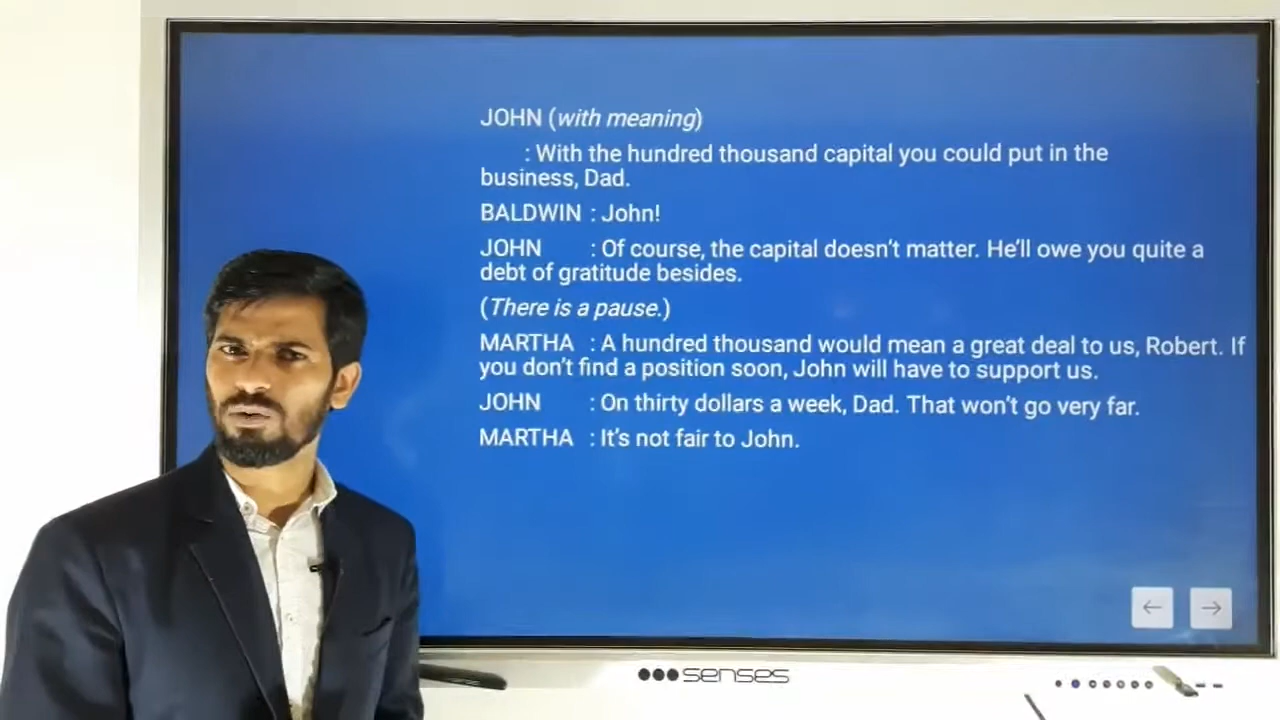 JOHN (with meaning)
: With the hundred thousand capital you could put in the
business, Dad.
BALDWIN : John!
JOHN : Of course, the capital doesn't matter. He'll owe you quite a
debt of gratitude besides.
(There is a pause.)
MARTHA : A hundred thousand would mean a great deal to us, Robert. If
you don't find a position soon, John will have to support us.
JOHN : On thirty dollars a week, Dad. That won't go very far.
MARTHA : It's not fair to John.
senses